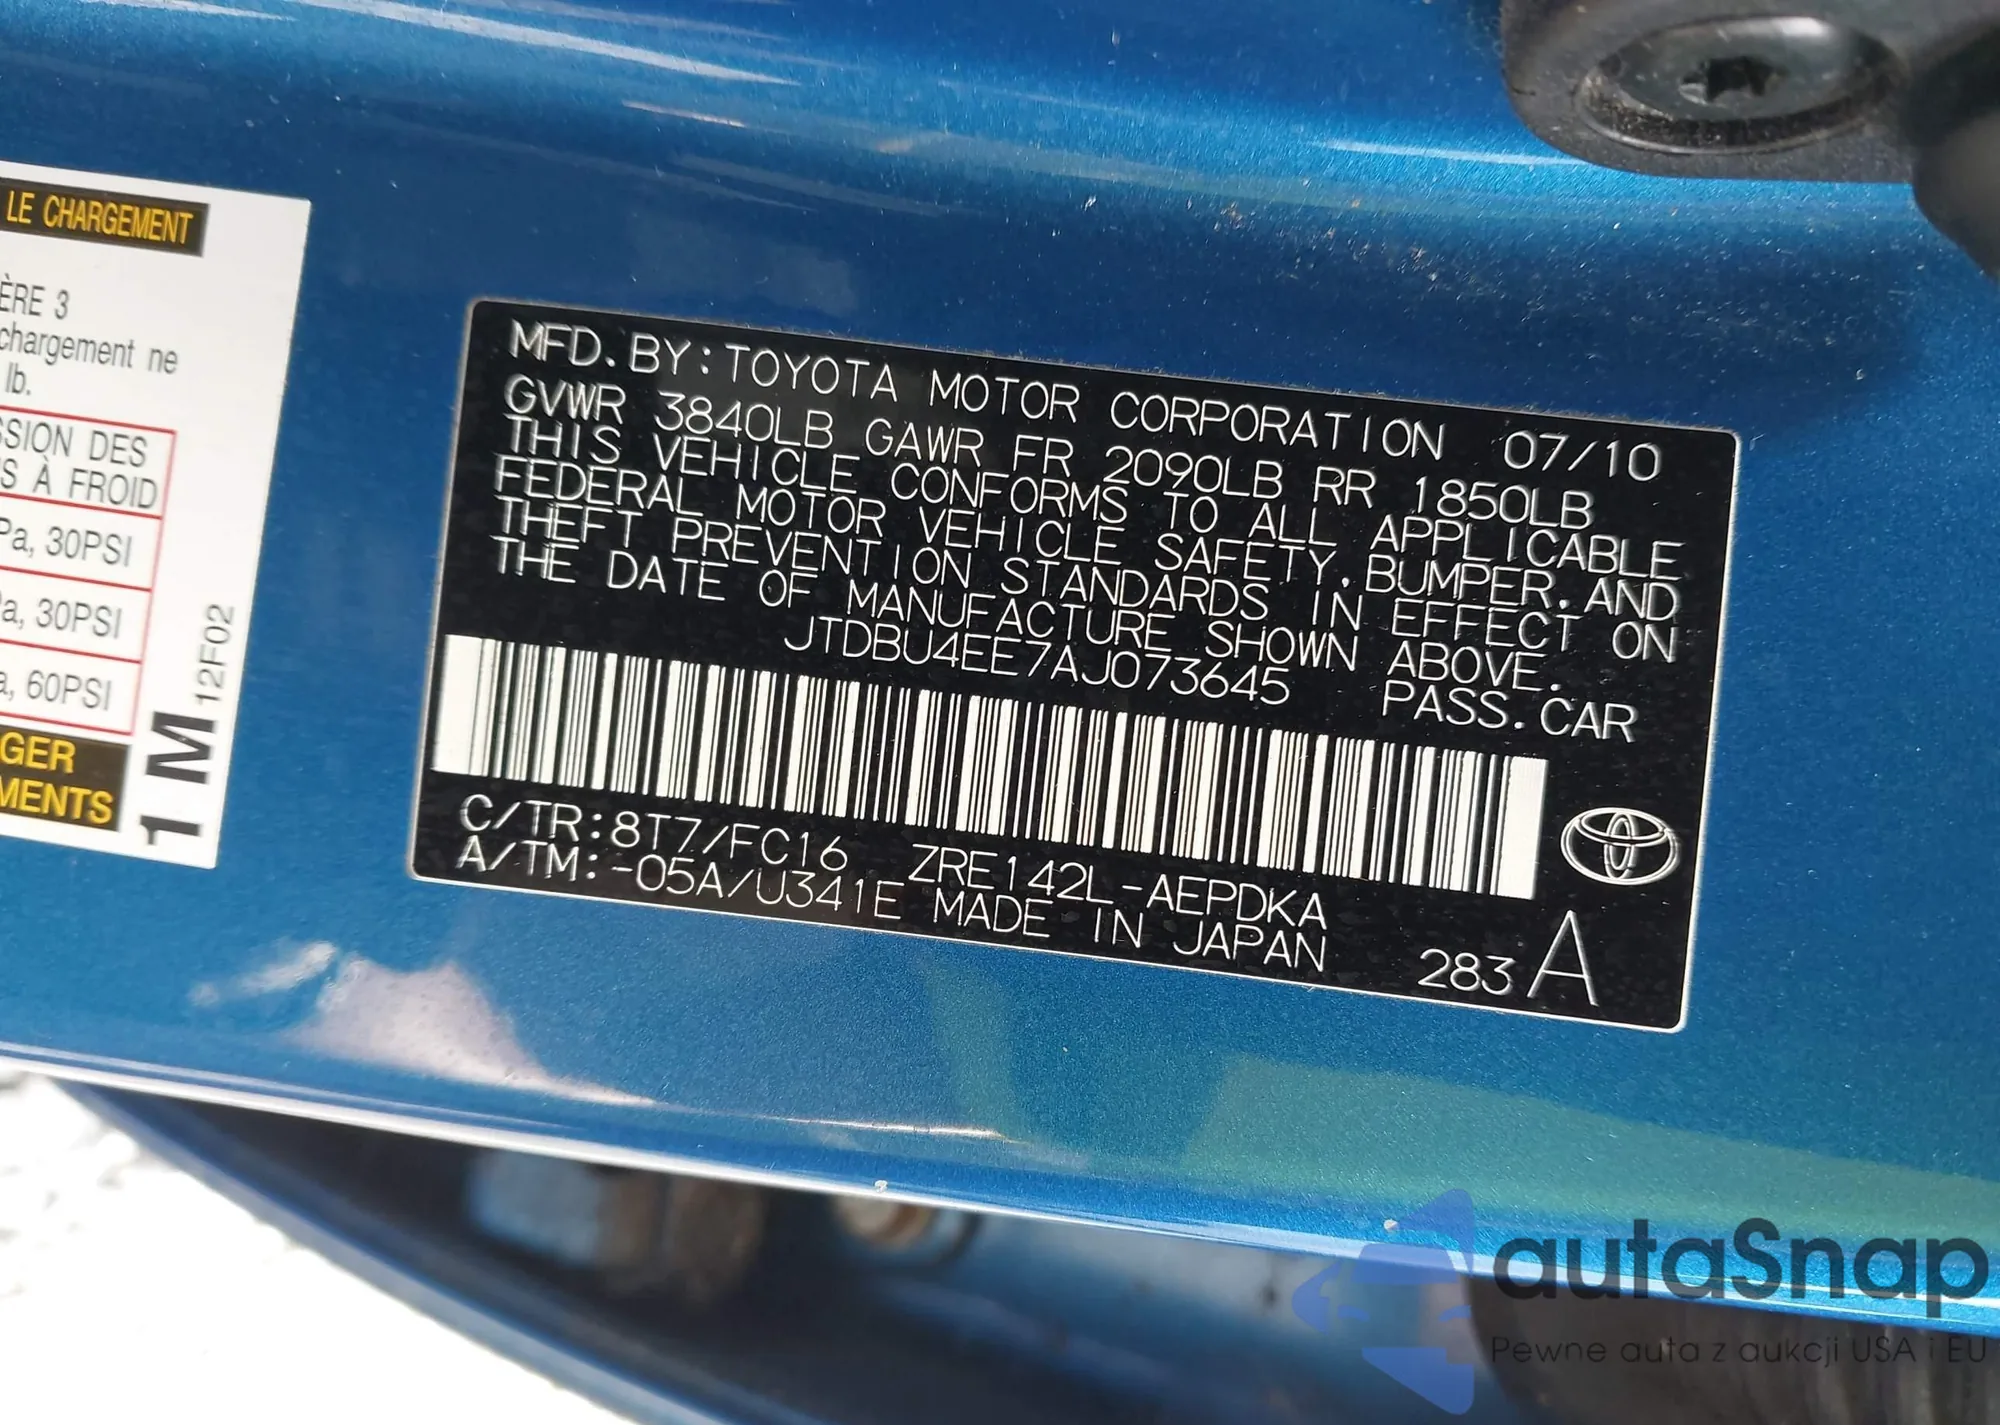 LE CHARGEMENT
ÈRE 3
chargement ne
lb.
SSION DES
S À FROID
Pa, 30PSI
Pa, 30PSI
a, 60PSI
GER
MENTS
1 M 12F02
MFD. BY: TOYOTA MOTOR CORPORATION 07/10
GVWR 3840LB GAWR FR 2090LB RR 1850LB
THIS VEHICLE CONFORMS TO ALL APPLICABLE
FEDERAL MOTOR VEHICLE SAFETY, BUMPER, AND
THEFT PREVENTION STANDARDS IN EFFECT ON
THE DATE OF MANUFACTURE SHOWN ABOVE.
JTDBU4EE7AJ073645 PASS. CAR
C/TR: 8T7/FC16 ZRE142L-AEPDKA
A/TM: -05A/U341E MADE IN JAPAN
283 A
autaSnap
Pewne auta z aukcji USA i EU